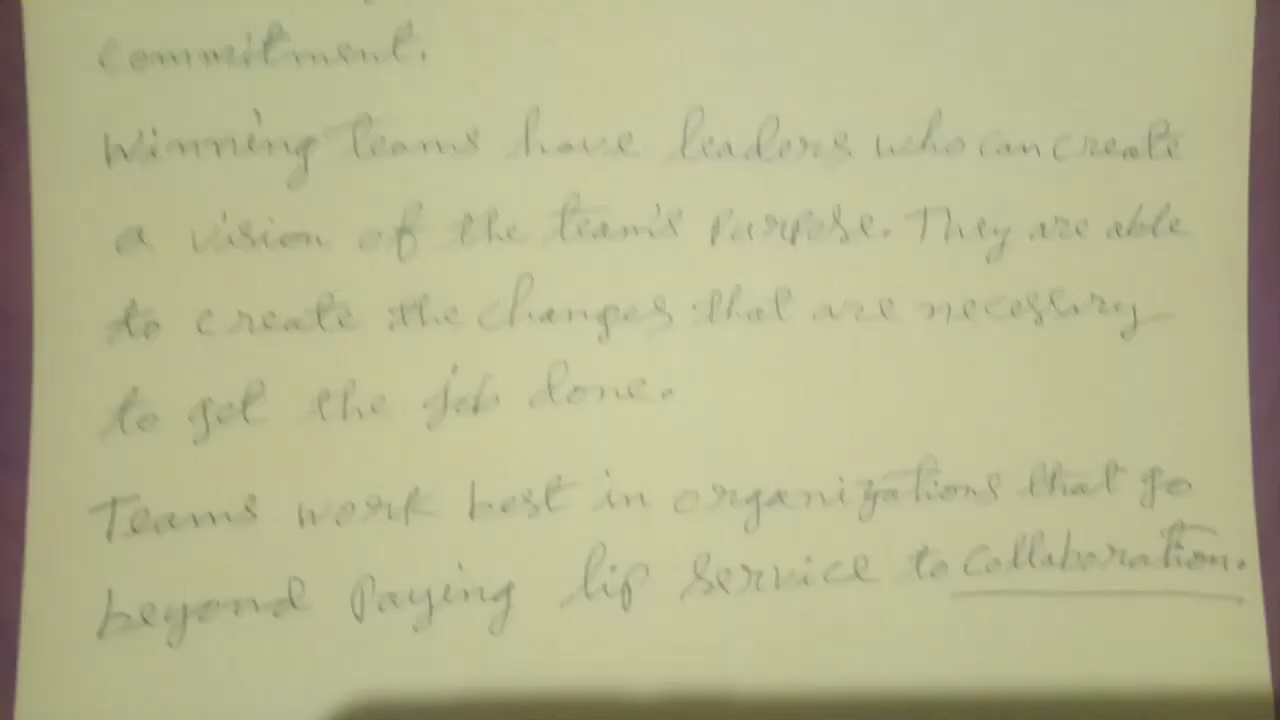 commitment.
Winning teams have leaders who can create
a vision of the team's purpose. They are able
to create the changes that are necessary
to get the job done.
Teams work best in organizations that go
beyond paying lip service to collaboration.